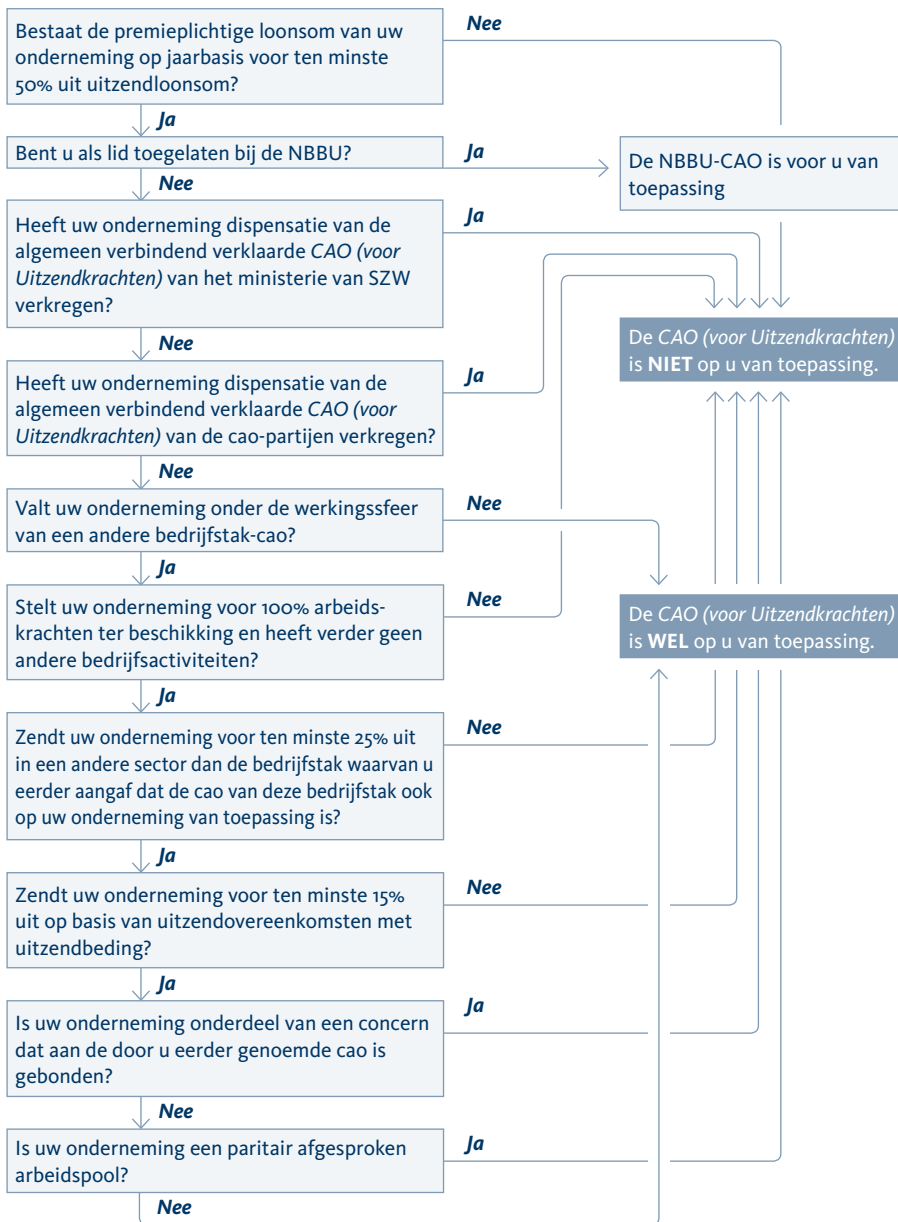 Bestaat de premieplichtige loonsom van uw
onderneming op jaarbasis voor ten minste
50% uit uitzendloonsom?
Nee
Ja
Bent u als lid toegelaten bij de NBBU?
Ja
De NBBU-CAO is voor u van
toepassing
Nee
Heeft uw onderneming dispensatie van de
algemeen verbindend verklaarde CAO (voor
Uitzendkrachten) van het ministerie van SZW
verkregen?
Ja
De CAO (voor Uitzendkrachten)
is NIET op u van toepassing.
Nee
Heeft uw onderneming dispensatie van de
algemeen verbindend verklaarde CAO (voor
Uitzendkrachten) van de cao-partijen verkregen?
Ja
Nee
Valt uw onderneming onder de werkingssfeer
van een andere bedrijfstak-cao?
Nee
Ja
Stelt uw onderneming voor 100% arbeids-
krachten ter beschikking en heeft verder geen
andere bedrijfsactiviteiten?
Nee
De CAO (voor Uitzendkrachten)
is WEL op u van toepassing.
Ja
Zendt uw onderneming voor ten minste 25% uit
in een andere sector dan de bedrijfstak waarvan u
eerder aangaf dat de cao van deze bedrijfstak ook
op uw onderneming van toepassing is?
Nee
Ja
Zendt uw onderneming voor ten minste 15%
uit op basis van uitzendovereenkomsten met
uitzendbeding?
Nee
Ja
Is uw onderneming onderdeel van een concern
dat aan de door u eerder genoemde cao is
gebonden?
Ja
Nee
Is uw onderneming een paritair afgesproken
arbeidspool?
Ja
Nee